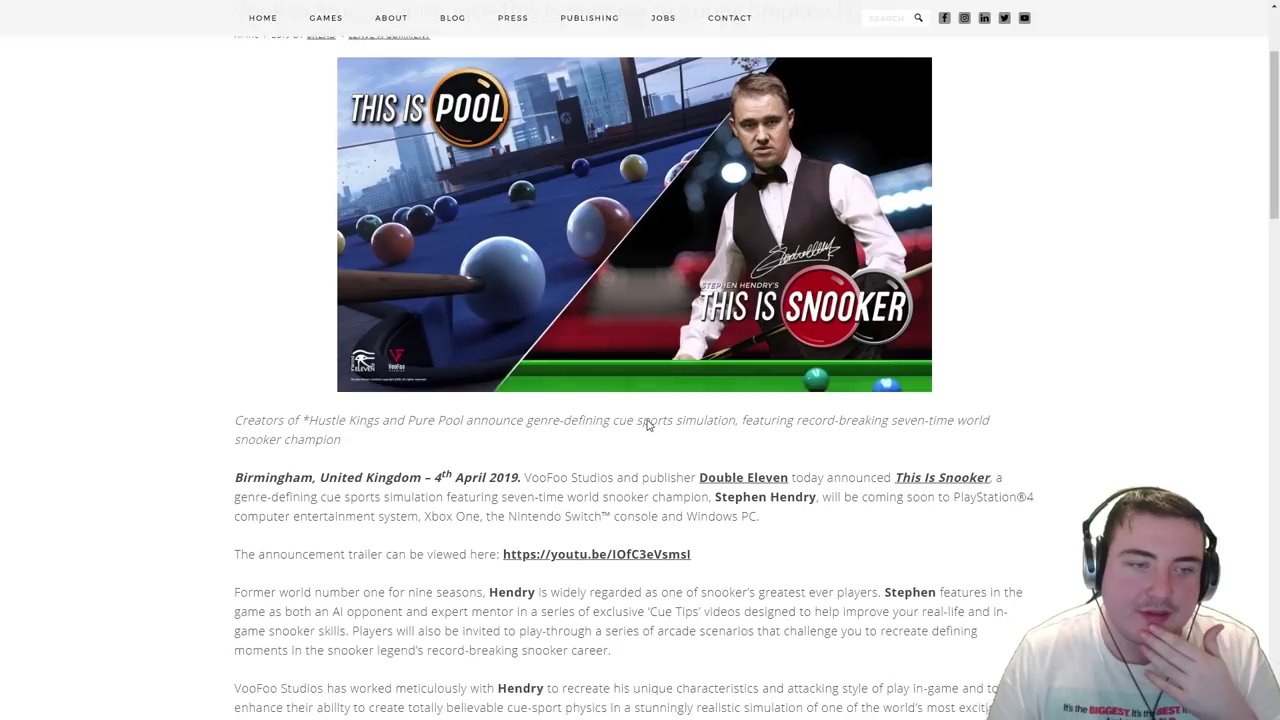 HOME GAMES ABOUT BLOG PRESS PUBLISHING JOBS CONTACT SEARCH
LEAVE A COMMENT
THIS IS POOL
STEPHEN HENDRY'S
THIS IS SNOOKER
VooFoo
Creators of *Hustle Kings and Pure Pool announce genre-defining cue sports simulation, featuring record-breaking seven-time world
snooker champion
Birmingham, United Kingdom – 4th April 2019. VooFoo Studios and publisher Double Eleven today announced This Is Snooker, a
genre-defining cue sports simulation featuring seven-time world snooker champion, Stephen Hendry, will be coming soon to PlayStation®4
computer entertainment system, Xbox One, the Nintendo Switch™ console and Windows PC.
The announcement trailer can be viewed here: https://youtu.be/IOfC3eVsmsI
Former world number one for nine seasons, Hendry is widely regarded as one of snooker's greatest ever players. Stephen features in the
game as both an AI opponent and expert mentor in a series of exclusive 'Cue Tips' videos designed to help improve your real-life and in-
game snooker skills. Players will also be invited to play-through a series of arcade scenarios that challenge you to recreate defining
moments in the snooker legend's record-breaking snooker career.
VooFoo Studios has worked meticulously with Hendry to recreate his unique characteristics and attacking style of play in-game and to
enhance their ability to create totally believable cue-sport physics in a stunningly realistic simulation of one of the world's most
It's the BIGGEST. It's the BEST.